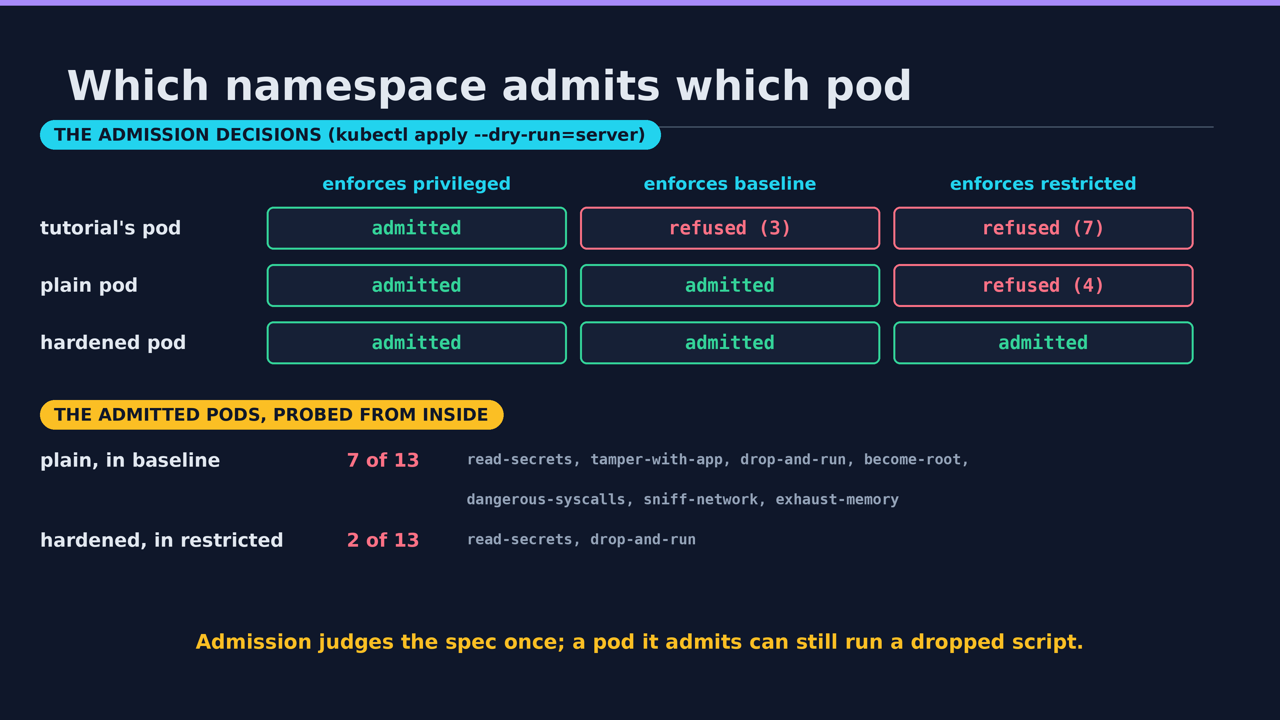 Which namespace admits which pod
THE ADMISSION DECISIONS (kubectl apply --dry-run=server)
enforces privileged enforces baseline enforces restricted
tutorial's pod admitted refused (3) refused (7)
plain pod admitted admitted refused (4)
hardened pod admitted admitted admitted
THE ADMITTED PODS, PROBED FROM INSIDE
plain, in baseline 7 of 13 read-secrets, tamper-with-app, drop-and-run, become-root,
dangerous-syscalls, sniff-network, exhaust-memory
hardened, in restricted 2 of 13 read-secrets, drop-and-run
Admission judges the spec once; a pod it admits can still run a dropped script.